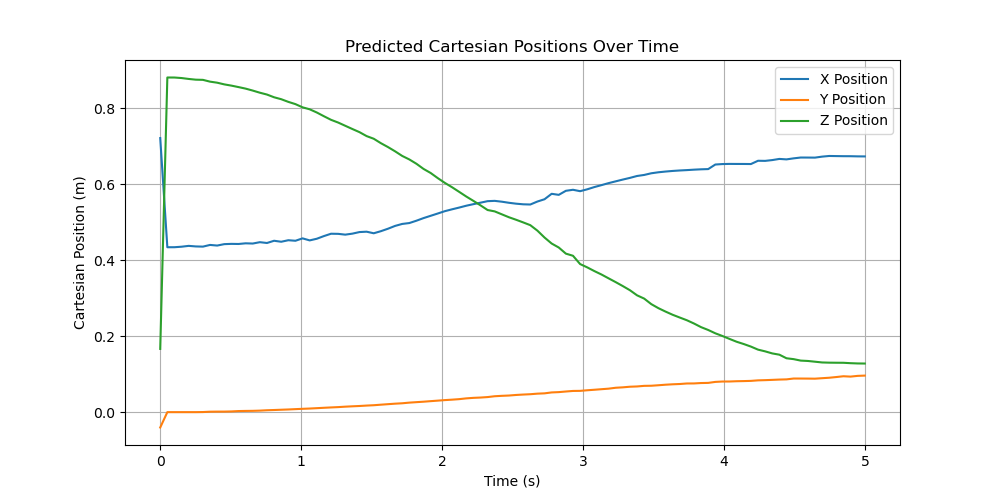 Predicted Cartesian Positions Over Time
X Position
Y Position
Z Position
Cartesian Position (m)
0.8
0.6
0.4
0.2
0.0
0 1 2 3 4 5
Time (s)